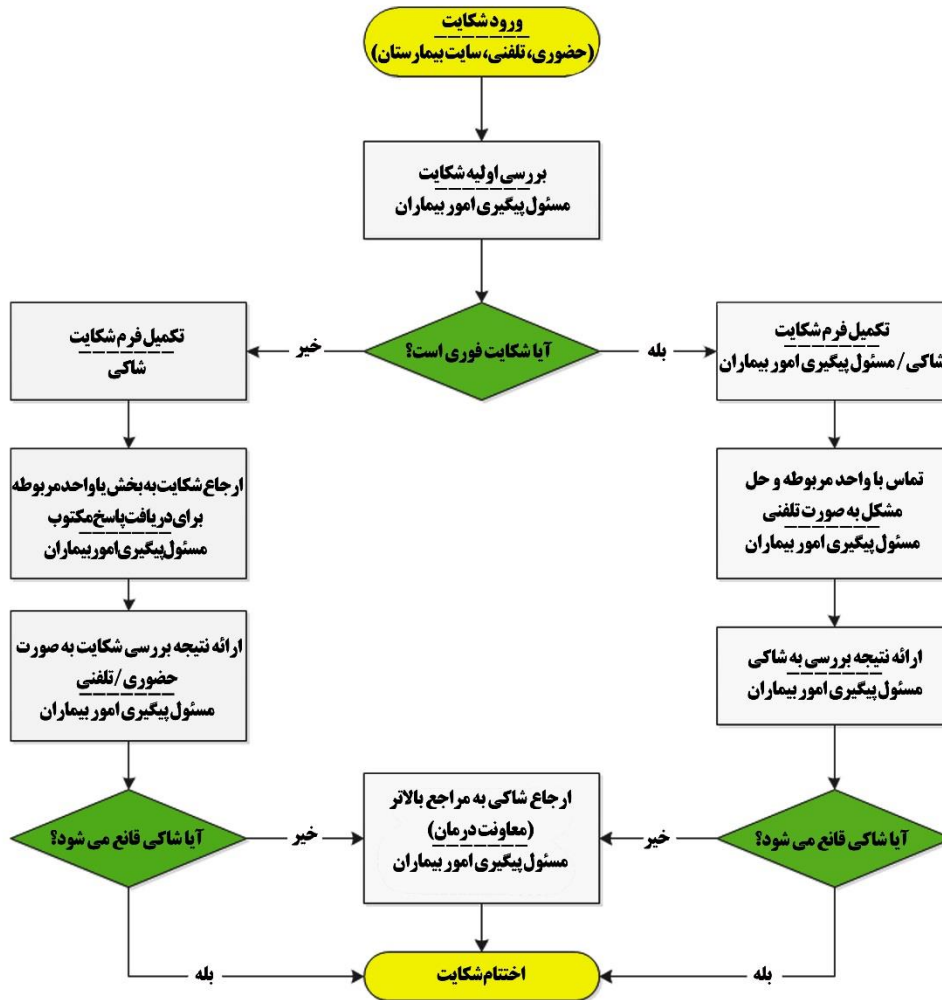 ورود شکایت
(حضوری، تلفنی، سایت بیمارستان)
بررسی اولیه شکایت
مسئول پیگیری امور بیماران
آیا شکایت فوری است؟
بله
خیر
تکمیل فرم شکایت
شاکی / مسئول پیگیری امور بیماران
تماس با واحد مربوطه و حل
مشکل به صورت تلفنی
مسئول پیگیری امور بیماران
ارائه نتیجه بررسی به شاکی
مسئول پیگیری امور بیماران
آیا شاکی قانع می شود؟
خیر
بله
تکمیل فرم شکایت
شاکی
ارجاع شکایت به بخش یا واحد مربوطه
برای دریافت پاسخ مکتوب
مسئول پیگیری امور بیماران
ارائه نتیجه بررسی شکایت به صورت
حضوری / تلفنی
مسئول پیگیری امور بیماران
آیا شاکی قانع می شود؟
خیر
بله
ارجاع شاکی به مراجع بالاتر
(معاونت درمان)
مسئول پیگیری امور بیماران
اختتام شکایت